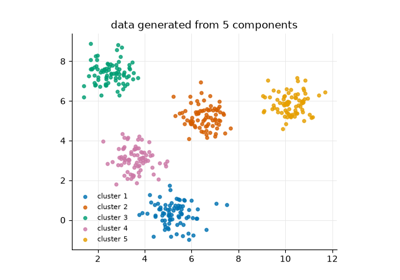 data generated from 5 components
8
6
4
2
0
cluster 1
cluster 2
cluster 3
cluster 4
cluster 5
2 4 6 8 10 12